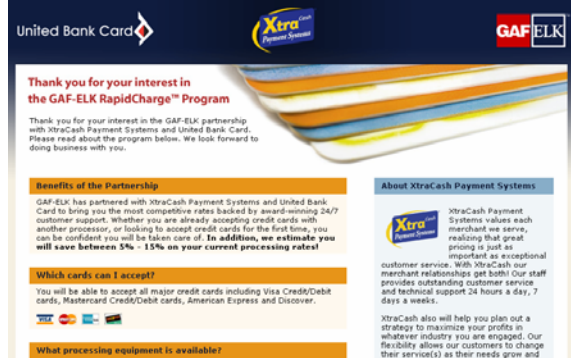 United Bank Card
Xtra Cash
Payment Systems
GAF ELK
Thank you for your interest in
the GAF-ELK RapidCharge™ Program
Thank you for your interest in the GAF-ELK partnership
with XtraCash Payment Systems and United Bank Card.
Please read about the program below. We look forward to
doing business with you.
Benefits of the Partnership
GAF-ELK has partnered with XtraCash Payment Systems and United Bank
Card to bring you the most competitive rates backed by award-winning 24/7
customer support. Whether you are already accepting credit cards with
another processor, or looking to accept credit cards for the first time, you
can be confident you will be taken care of. In addition, we estimate you
will save between 5% - 15% on your current processing rates!
Which cards can I accept?
You will be able to accept all major credit cards including Visa Credit/Debit
cards, Mastercard Credit/Debit cards, American Express and Discover.
VISA
What processing equipment is available?
About XtraCash Payment Systems
Xtra Cash
Payment Systems
XtraCash Payment
Systems values each
merchant we serve,
realizing that great
pricing is just as
important as exceptional
customer service. With XtraCash our
merchant relationships get both! Our staff
provides outstanding customer service
and technical support 24 hours a day, 7
days a weeks.
XtraCash also will help you plan out a
strategy to maximize your profits in
whatever industry you are engaged. Our
flexibility allows our customers to change
their service(s) as their needs grow and